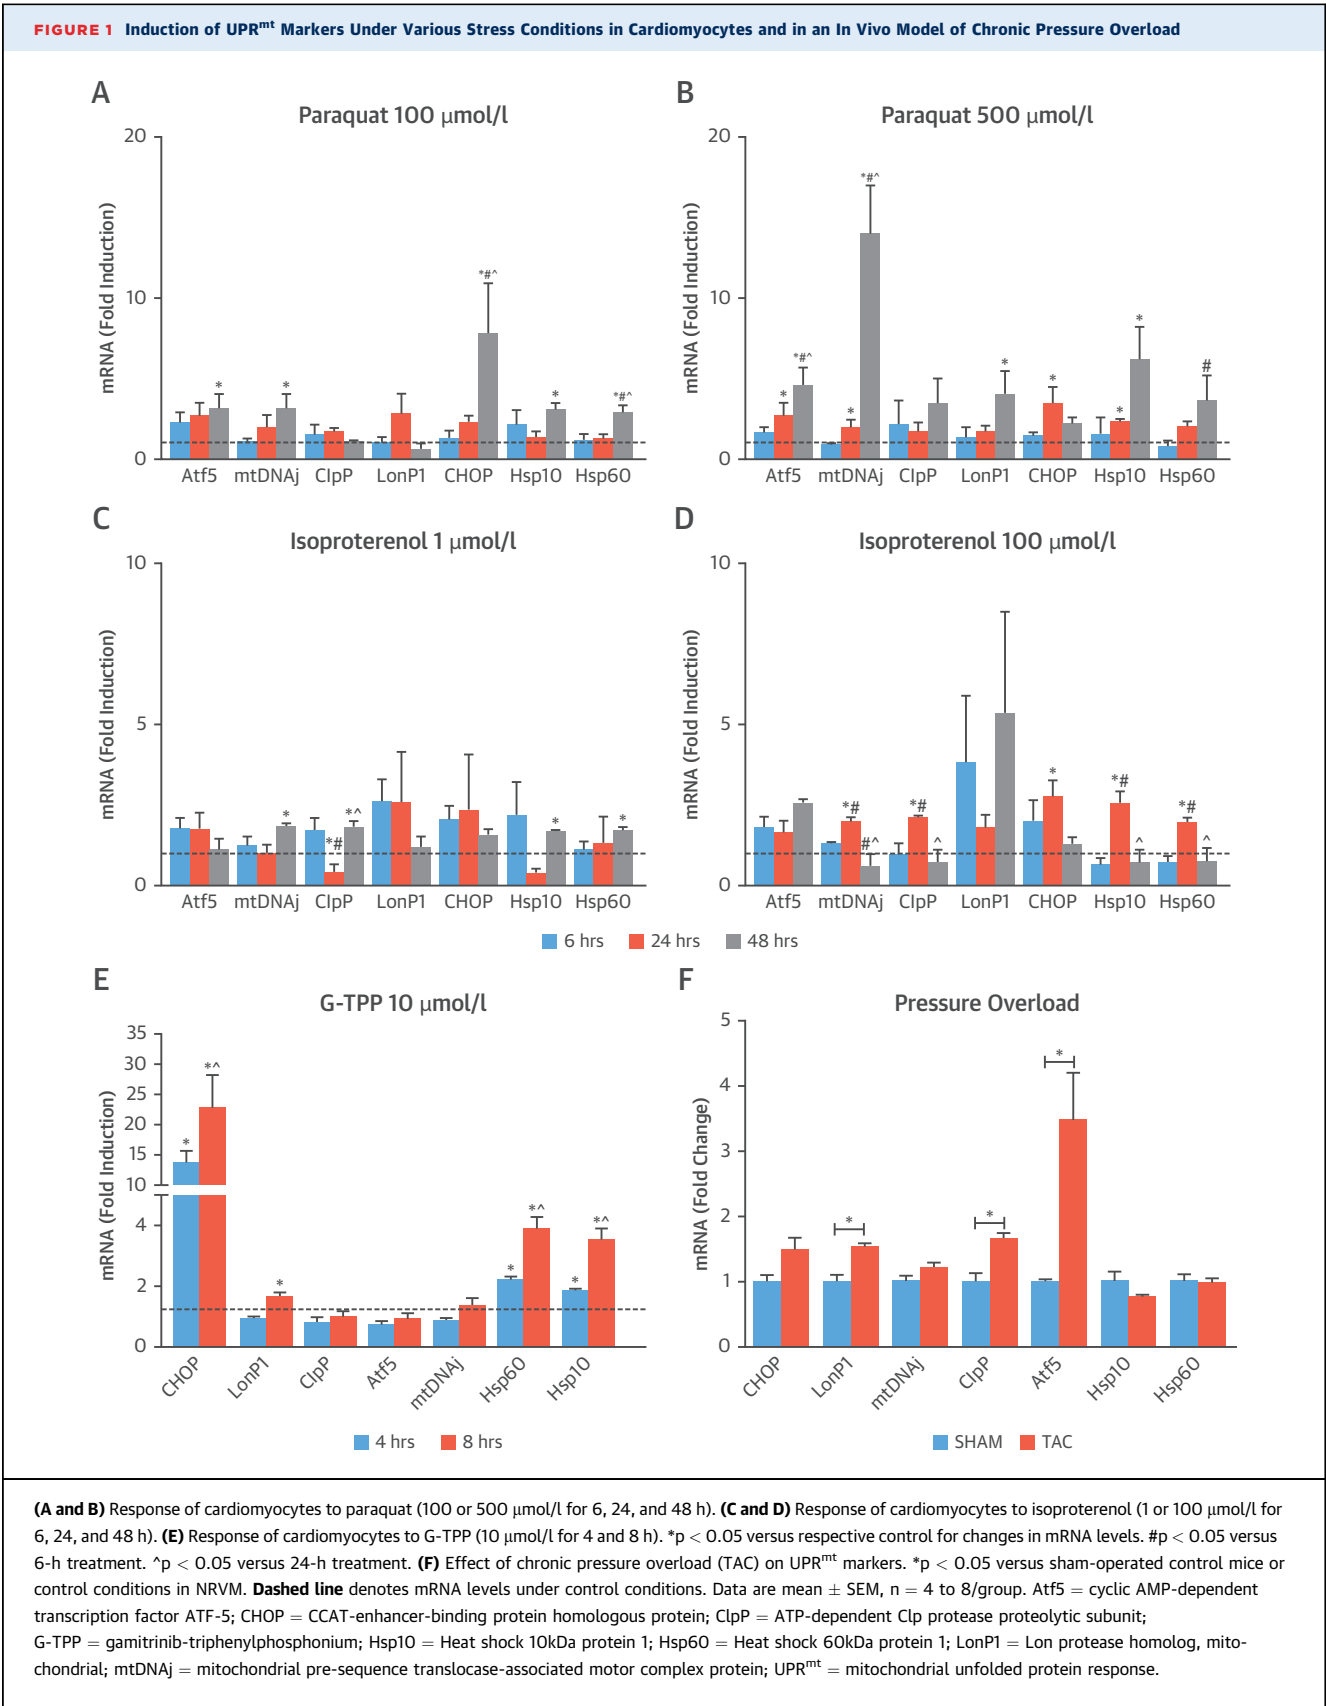 FIGURE 1 Induction of UPRmt Markers Under Various Stress Conditions in Cardiomyocytes and in an In Vivo Model of Chronic Pressure Overload
A
Paraquat 100 μmol/l
mRNA (Fold Induction)
20
10
0
*
*
*#^
*
*#^
Atf5 mtDNAj ClpP LonP1 CHOP Hsp10 Hsp60
B
Paraquat 500 μmol/l
mRNA (Fold Induction)
20
10
0
*
*#^
*
*#^
*
*
*
*
#
Atf5 mtDNAj ClpP LonP1 CHOP Hsp10 Hsp60
C
Isoproterenol 1 μmol/l
mRNA (Fold Induction)
10
5
0
*
*#
*^
*
*
Atf5 mtDNAj ClpP LonP1 CHOP Hsp10 Hsp60
D
Isoproterenol 100 μmol/l
mRNA (Fold Induction)
10
5
0
*#
#^
*#
^
*
*#
^
*#
^
Atf5 mtDNAj ClpP LonP1 CHOP Hsp10 Hsp60
6 hrs 24 hrs 48 hrs
E
G-TPP 10 μmol/l
mRNA (Fold Induction)
35
30
25
20
15
10
4
2
0
*
*^
*
*
*^
*
*^
CHOP LonP1 ClpP Atf5 mtDNAj Hsp60 Hsp10
4 hrs 8 hrs
F
Pressure Overload
mRNA (Fold Change)
5
4
3
2
1
0
*
*
*
CHOP LonP1 mtDNAj ClpP Atf5 Hsp10 Hsp60
SHAM TAC
(A and B) Response of cardiomyocytes to paraquat (100 or 500 μmol/l for 6, 24, and 48 h). (C and D) Response of cardiomyocytes to isoproterenol (1 or 100 μmol/l for
6, 24, and 48 h). (E) Response of cardiomyocytes to G-TPP (10 μmol/l for 4 and 8 h). *p < 0.05 versus respective control for changes in mRNA levels. #p < 0.05 versus
6-h treatment. ^p < 0.05 versus 24-h treatment. (F) Effect of chronic pressure overload (TAC) on UPRmt markers. *p < 0.05 versus sham-operated control mice or
control conditions in NRVM. Dashed line denotes mRNA levels under control conditions. Data are mean ± SEM, n = 4 to 8/group. Atf5 = cyclic AMP-dependent
transcription factor ATF-5; CHOP = CCAT-enhancer-binding protein homologous protein; ClpP = ATP-dependent Clp protease proteolytic subunit;
G-TPP = gamitrinib-triphenylphosphonium; Hsp10 = Heat shock 10kDa protein 1; Hsp60 = Heat shock 60kDa protein 1; LonP1 = Lon protease homolog, mito-
chondrial; mtDNAj = mitochondrial pre-sequence translocase-associated motor complex protein; UPRmt = mitochondrial unfolded protein response.